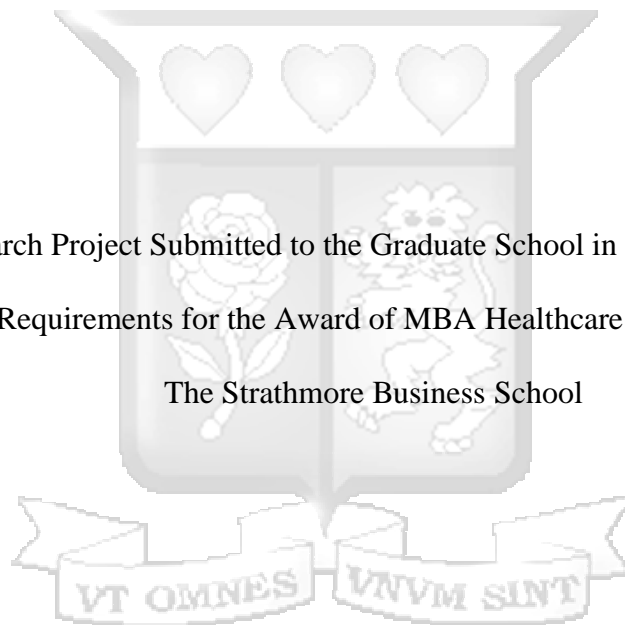 arch Project Submitted to the Graduate School in
Requirements for the Award of MBA Healthcare
The Strathmore Business School
VT OMNES VNVM SINT